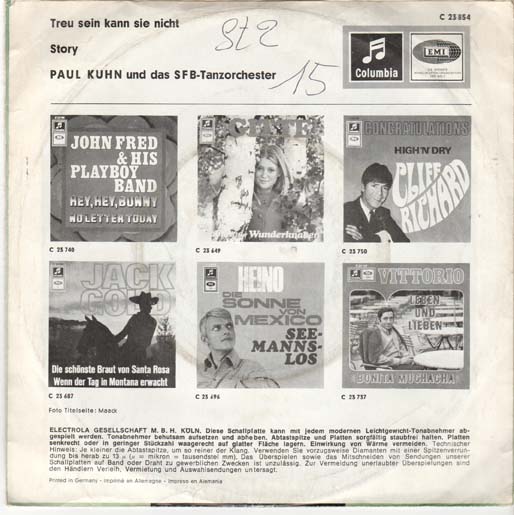 Treu sein kann sie nicht
C 23 854
Story
PAUL KUHN und das SFB-Tanzorchester
St 2
15
Columbia
EMI
JOHN FRED
& HIS
PLAYBOY
BAND
HEY, HEY, BUNNY
NO LETTER TODAY
C 23 740
GITTE
Wunderknaben
C 23 649
CONGRATULATIONS
HIGH 'N' DRY
CLIFF
RICHARD
C 23 750
JACK
GOLD
Die schönste Braut von Santa Rosa
Wenn der Tag in Montana erwacht
C 23 687
HEINO
DIE
SONNE
VON
MEXICO
SEE-
MANNS-
LOS
C 23 696
VITTORIO
LEBEN
UND
LIEBEN
BONITA MUCHACHA
C 23 737
Foto Titelseite: Maack
ELECTROLA GESELLSCHAFT M. B. H. KÖLN. Diese Schallplatte kann mit jedem modernen Leichtgewicht-Tonabnehmer ab-
gespielt werden. Tonabnehmer behutsam aufsetzen und abheben. Abtastspitze und Platten sorgfältig staubfrei halten. Platten
senkrecht oder in geringer Stückzahl waagerecht auf glatter Fläche lagern. Einwirkung von Wärme vermeiden. Technischer
Hinweis: Je kleiner die Abtastspitze, um so reiner der Klang. Verwenden Sie vorzugsweise Diamanten mit einer Spitzenverrun-
dung bis herab zu 13 µ (µ = mikron = tausendstel mm). Das Überspielen sowie das Mitschneiden von Sendungen unserer
Schallplatten auf Band oder Draht zu gewerblichen Zwecken ist unzulässig. Zur Vermeidung unerlaubter Überspielungen sind
den Händlern Verleih, Vermietung und Auswahlsendungen untersagt.
Printed in Germany - Imprimé en Allemagne - Impreso en Alemania